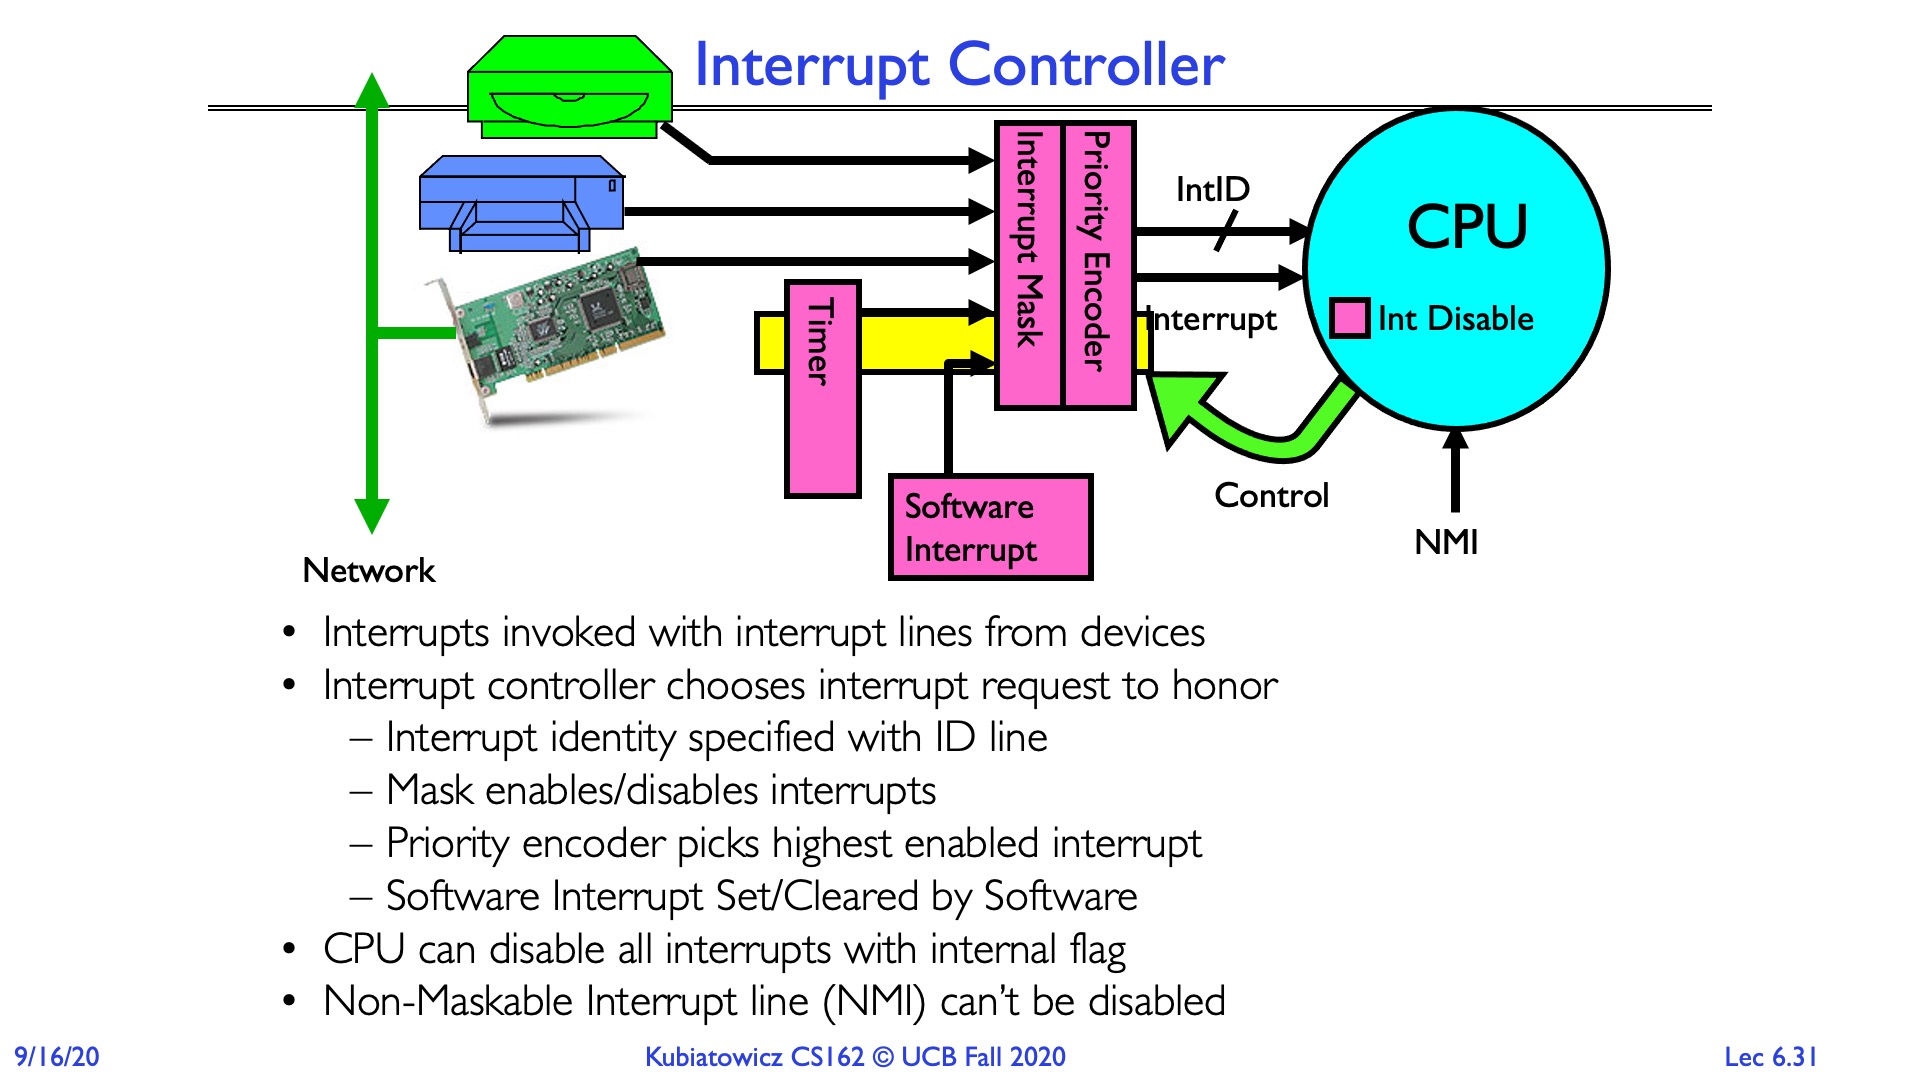 Interrupt Controller
Interrupt Mask
Priority Encoder
IntID
CPU
Interrupt
Int Disable
Timer
Control
Software
Interrupt
NMI
Network
• Interrupts invoked with interrupt lines from devices
• Interrupt controller chooses interrupt request to honor
– Interrupt identity specified with ID line
– Mask enables/disables interrupts
– Priority encoder picks highest enabled interrupt
– Software Interrupt Set/Cleared by Software
• CPU can disable all interrupts with internal flag
• Non-Maskable Interrupt line (NMI) can’t be disabled
9/16/20
Kubiatowicz CS162 © UCB Fall 2020
Lec 6.31